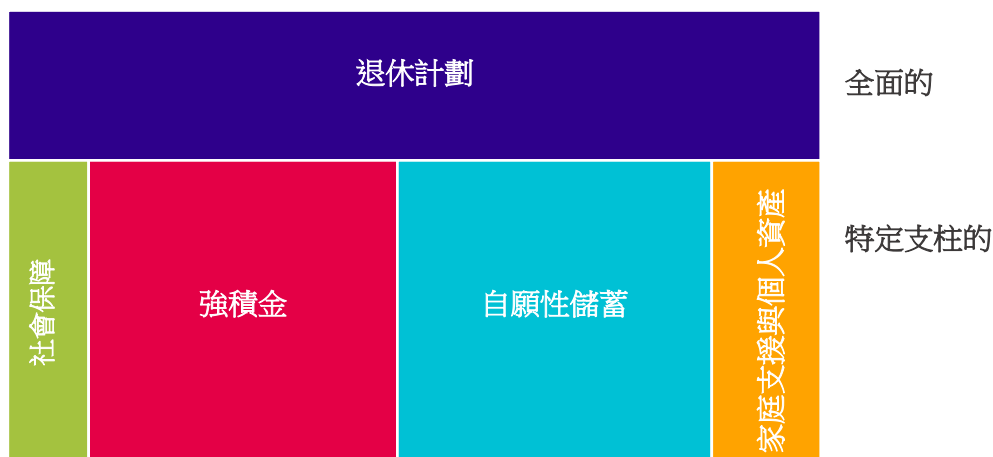 退休計劃
全面的
社會保障
強積金
自願性儲蓄
家庭支援與個人資產
特定支柱的